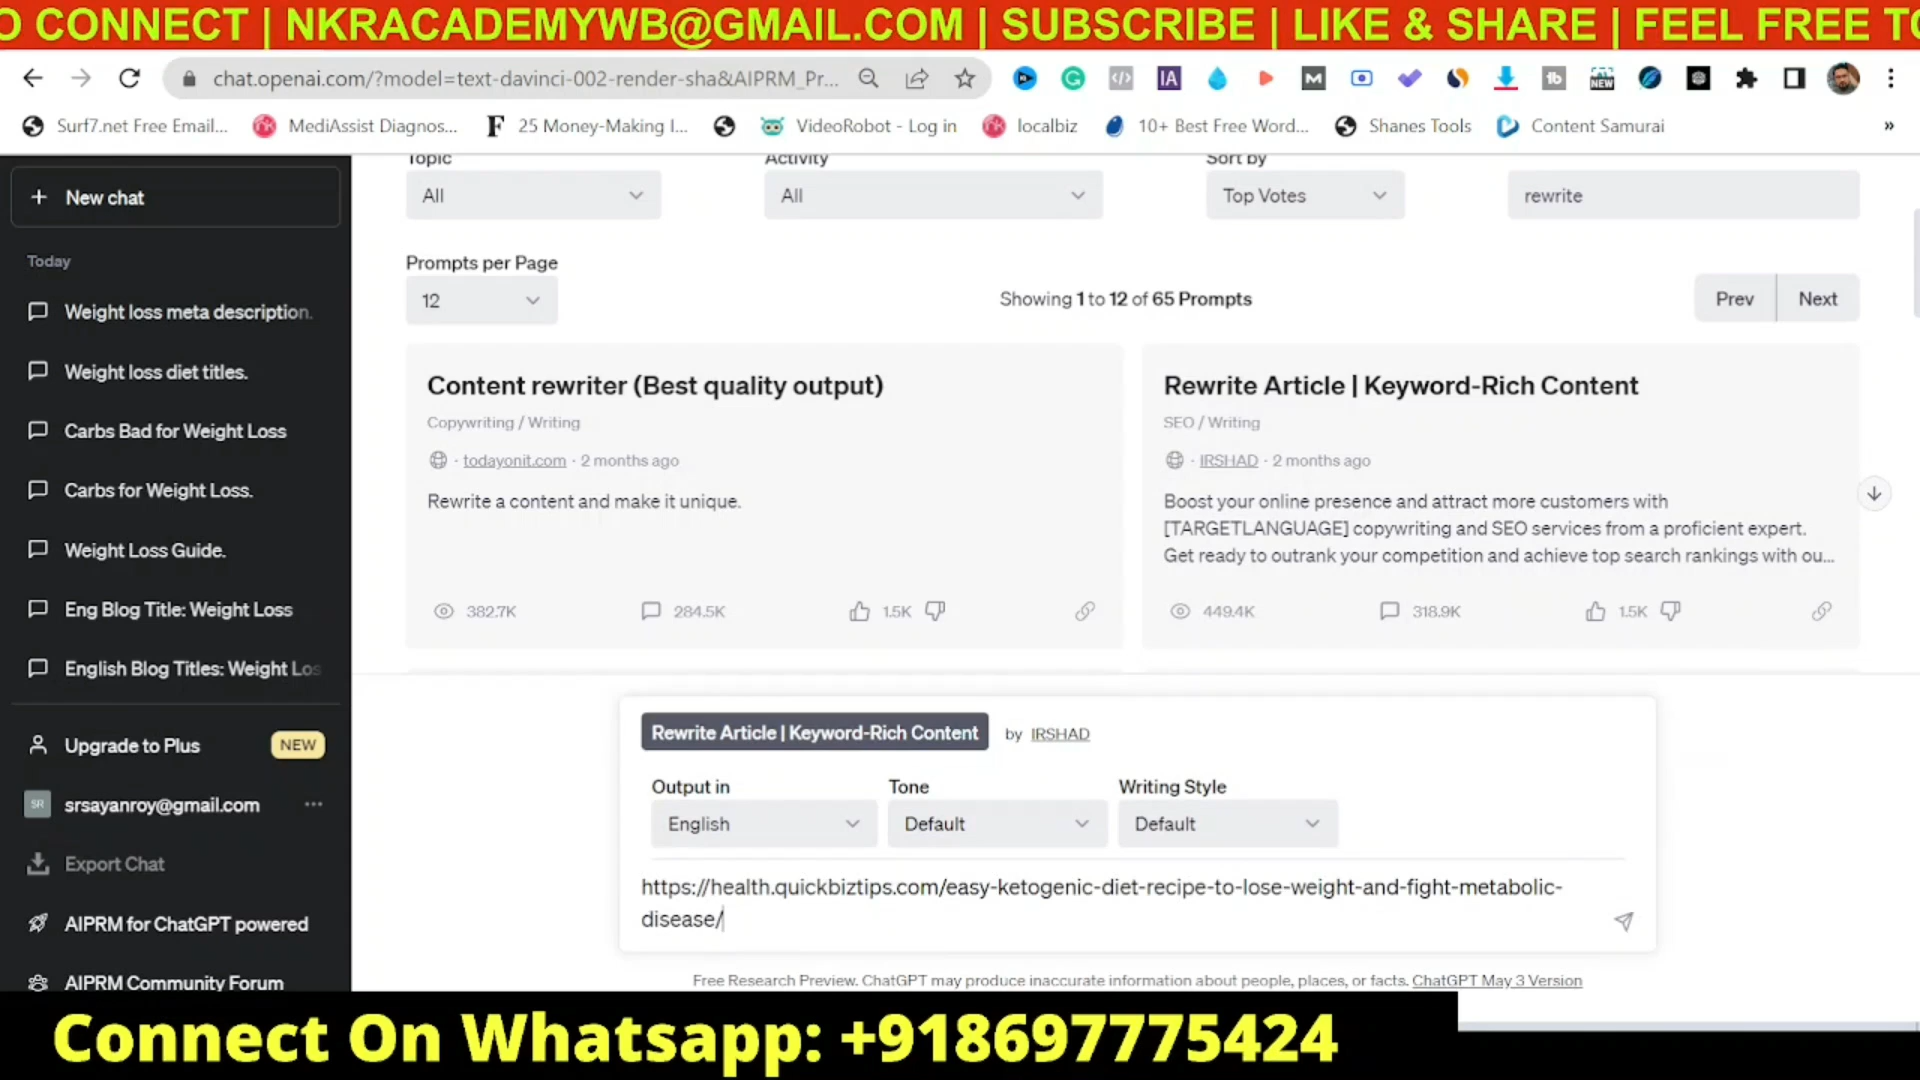 O CONNECT | NKRACADEMYWB@GMAIL.COM | SUBSCRIBE | LIKE & SHARE | FEEL FREE TO
chat.openai.com/?model=text-davinci-002-render-sha&AIPRM_Pr...
Surf7.net Free Email... MediAssist Diagnos... 25 Money-Making I... VideoRobot - Log in localbiz 10+ Best Free Word... Shanes Tools Content Samurai »
New chat
Today
Weight loss meta description.
Weight loss diet titles.
Carbs Bad for Weight Loss
Carbs for Weight Loss.
Weight Loss Guide.
Eng Blog Title: Weight Loss
English Blog Titles: Weight Los
Upgrade to Plus NEW
SR srsayanroy@gmail.com ...
Export Chat
AIPRM for ChatGPT powered
AIPRM Community Forum
Topic Activity Sort by
All All Top Votes rewrite
Prompts per Page
12 Showing 1 to 12 of 65 Prompts Prev Next
Content rewriter (Best quality output)
Copywriting / Writing
· todayonit.com · 2 months ago
Rewrite a content and make it unique.
382.7K 284.5K 1.5K
Rewrite Article | Keyword-Rich Content
SEO / Writing
· IRSHAD · 2 months ago
Boost your online presence and attract more customers with
[TARGETLANGUAGE] copywriting and SEO services from a proficient expert.
Get ready to outrank your competition and achieve top search rankings with ou...
449.4K 318.9K 1.5K
Rewrite Article | Keyword-Rich Content by IRSHAD
Output in Tone Writing Style
English Default Default
https://health.quickbiztips.com/easy-ketogenic-diet-recipe-to-lose-weight-and-fight-metabolic-
disease/
Free Research Preview. ChatGPT may produce inaccurate information about people, places, or facts. ChatGPT May 3 Version
Connect On Whatsapp: +918697775424